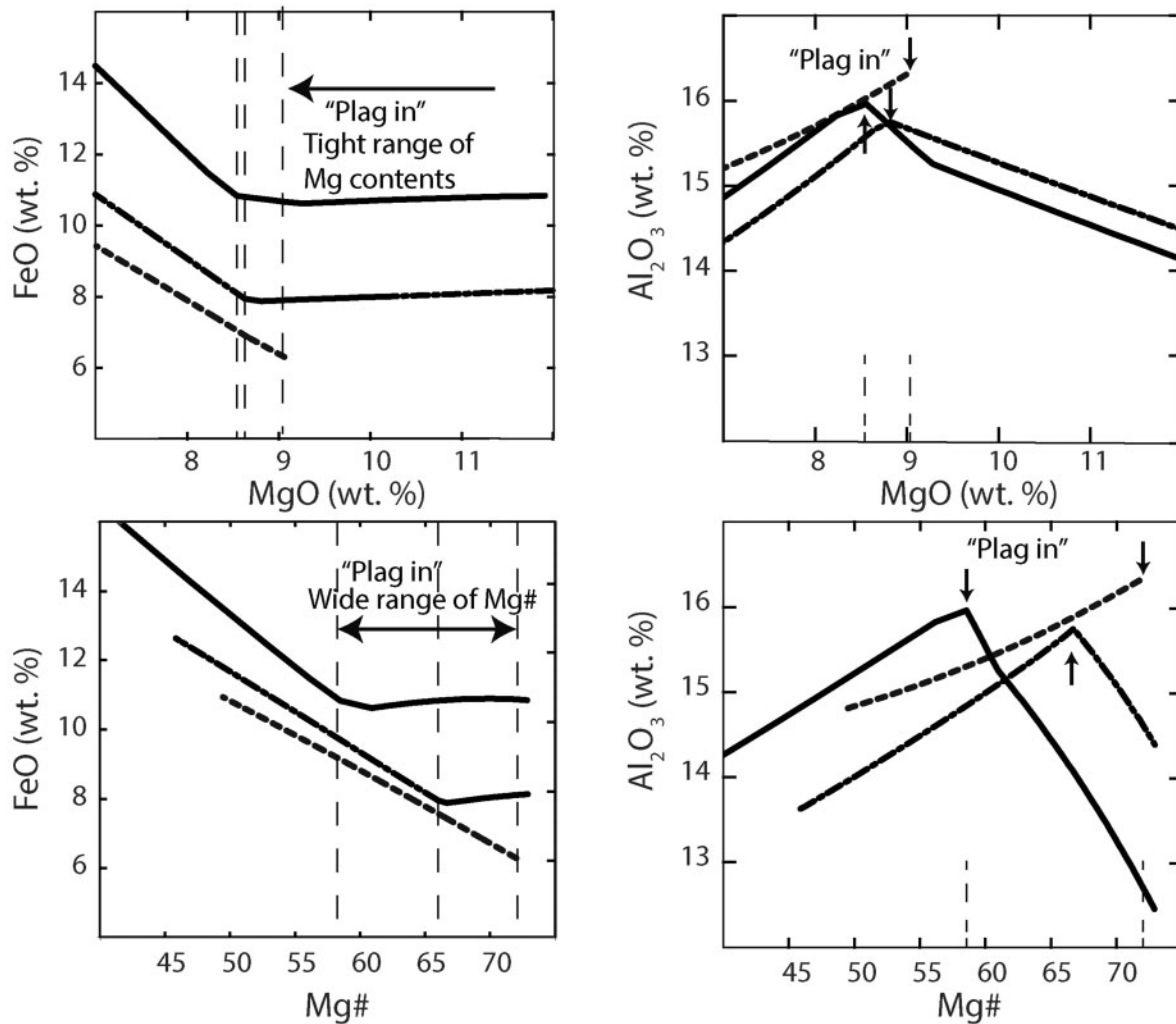 14
12
10
8
6
FeO (wt. %)
"Plag in"
Tight range of
Mg contents
8
9
10
11
MgO (wt. %)
16
15
14
13
Al2O3 (wt. %)
"Plag in"
8
9
10
11
MgO (wt. %)
14
12
10
8
6
FeO (wt. %)
"Plag in"
Wide range of Mg#
45
50
55
60
65
70
Mg#
16
15
14
13
Al2O3 (wt. %)
"Plag in"
45
50
55
60
65
70
Mg#